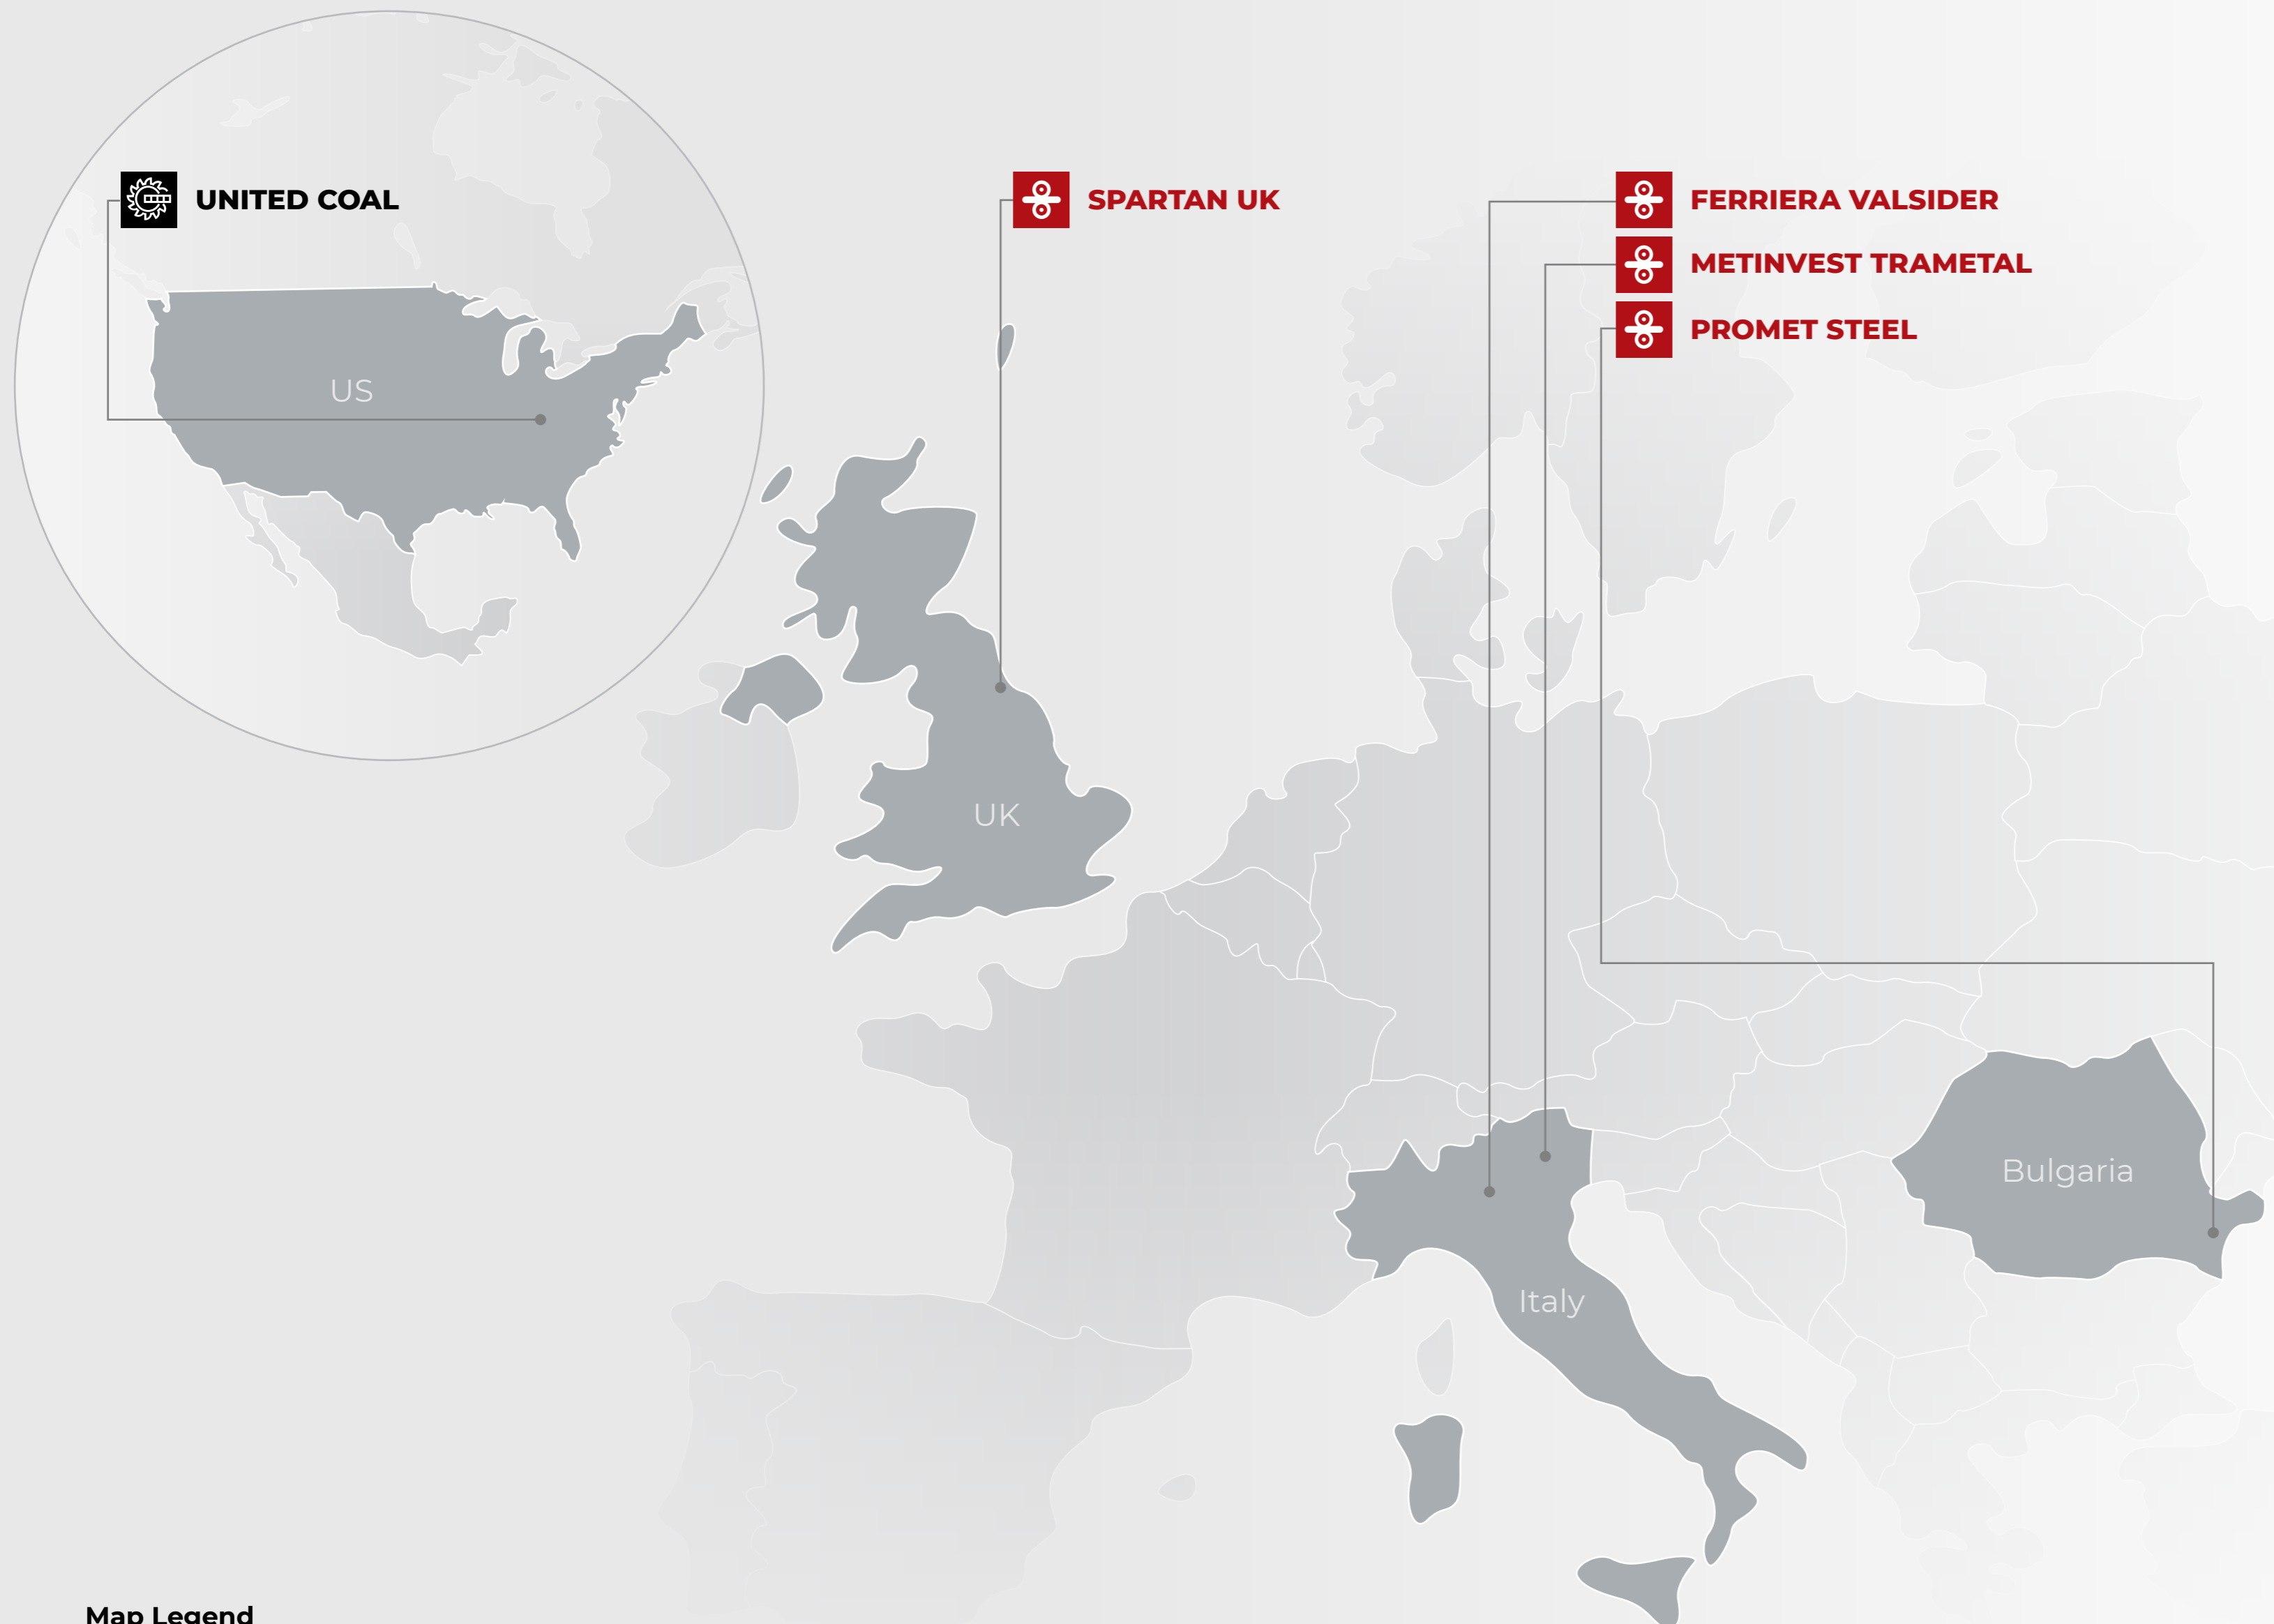 UNITED COAL
SPARTAN UK
FERRIERA VALSIDER
METINVEST TRAMETAL
PROMET STEEL
US
UK
Bulgaria
Italy
Map Legend